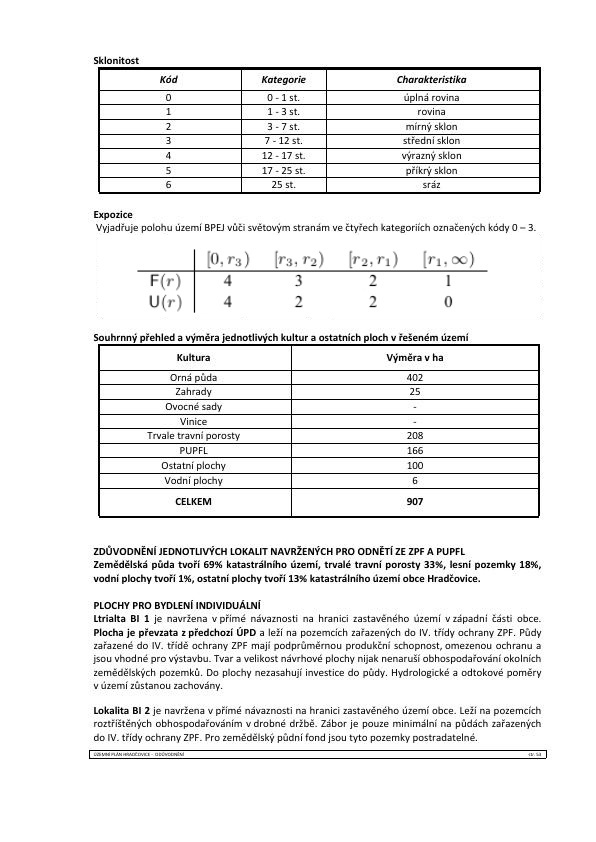 Sklonitost
Kód Kategorie Charakteristika
0 0 - 1 st. úplná rovina
1 1 - 3 st. rovina
2 3 - 7 st. mírný sklon
3 7 - 12 st. střední sklon
4 12 - 17 st. výrazný sklon
5 17 - 25 st. příkrý sklon
6 25 st. sráz
Expozice
Vyjadřuje polohu území BPEJ vůči světovým stranám ve čtyřech kategoriích označených kódy 0 – 3.
[0, r₃) [r₃, r₂) [r₂, r₁) [r₁, ∞)
F(r) 4 3 2 1
U(r) 4 2 2 0
Souhrnný přehled a výměra jednotlivých kultur a ostatních ploch v řešeném území
Kultura Výměra v ha
Orná půda 402
Zahrady 25
Ovocné sady -
Vinice -
Trvale travní porosty 208
PUPFL 166
Ostatní plochy 100
Vodní plochy 6
CELKEM 907
ZDŮVODNĚNÍ JEDNOTLIVÝCH LOKALIT NAVRŽENÝCH PRO ODNĚTÍ ZE ZPF A PUPFL
Zemědělská půda tvoří 69% katastrálního území, trvalé travní porosty 33%, lesní pozemky 18%,
vodní plochy tvoří 1%, ostatní plochy tvoří 13% katastrálního území obce Hradčovice.
PLOCHY PRO BYDLENÍ INDIVIDUÁLNÍ
Ltrialta BI 1 je navržena v přímé návaznosti na hranici zastavěného území v západní části obce.
Plocha je převzata z předchozí ÚPD a leží na pozemcích zařazených do IV. třídy ochrany ZPF. Půdy
zařazené do IV. třídě ochrany ZPF mají podprůměrnou produkční schopnost, omezenou ochranu a
jsou vhodné pro výstavbu. Tvar a velikost návrhové plochy nijak nenaruší obhospodařování okolních
zemědělských pozemků. Do plochy nezasahují investice do půdy. Hydrologické a odtokové poměry
v území zůstanou zachovány.
Lokalita BI 2 je navržena v přímé návaznosti na hranici zastavěného území obce. Leží na pozemcích
roztříštěných obhospodařováním v drobné držbě. Zábor je pouze minimální na půdách zařazených
do IV. třídy ochrany ZPF. Pro zemědělský půdní fond jsou tyto pozemky postradatelné.
ÚZEMNÍ PLÁN HRADČOVICE - ODŮVODNĚNÍ str. 53